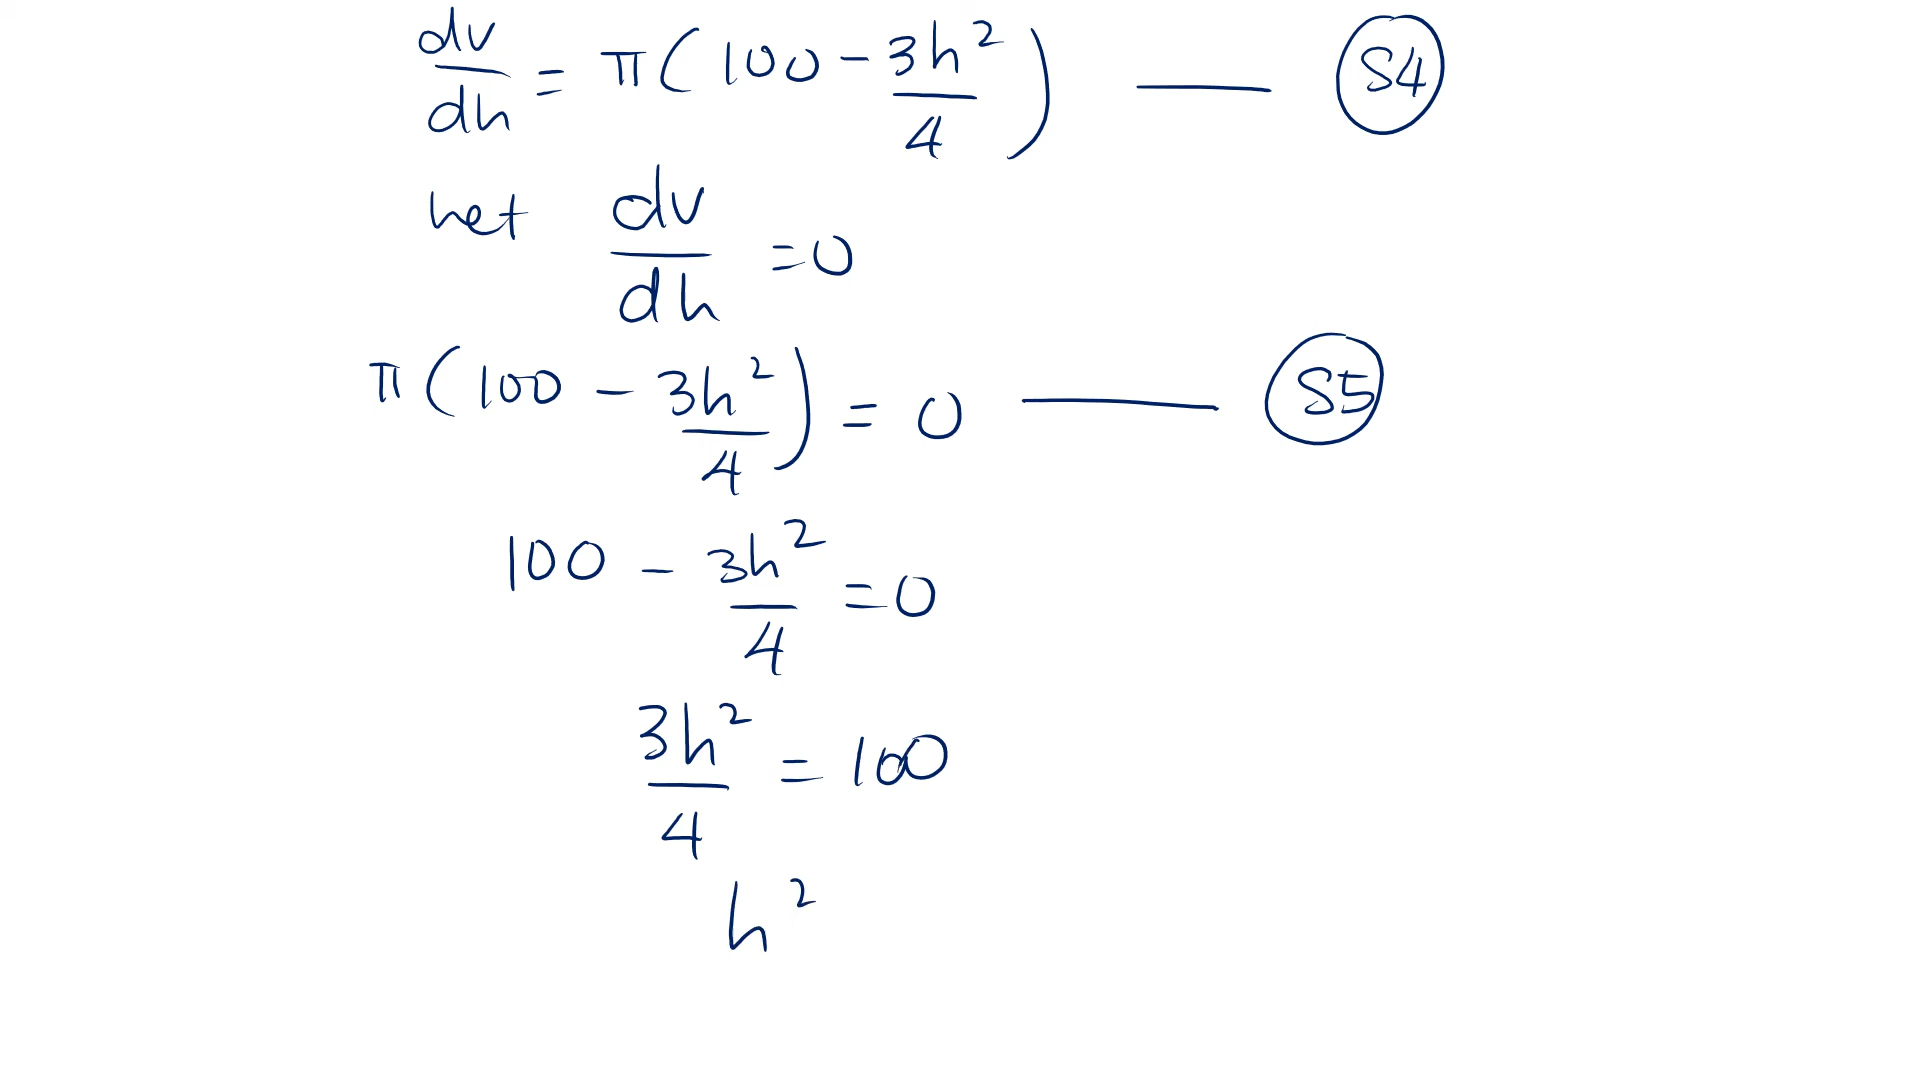 dv/dh = π(100 - 3h²/4) — S4
let dv/dh = 0
π(100 - 3h²/4) = 0 — S5
100 - 3h²/4 = 0
3h²/4 = 100
h²